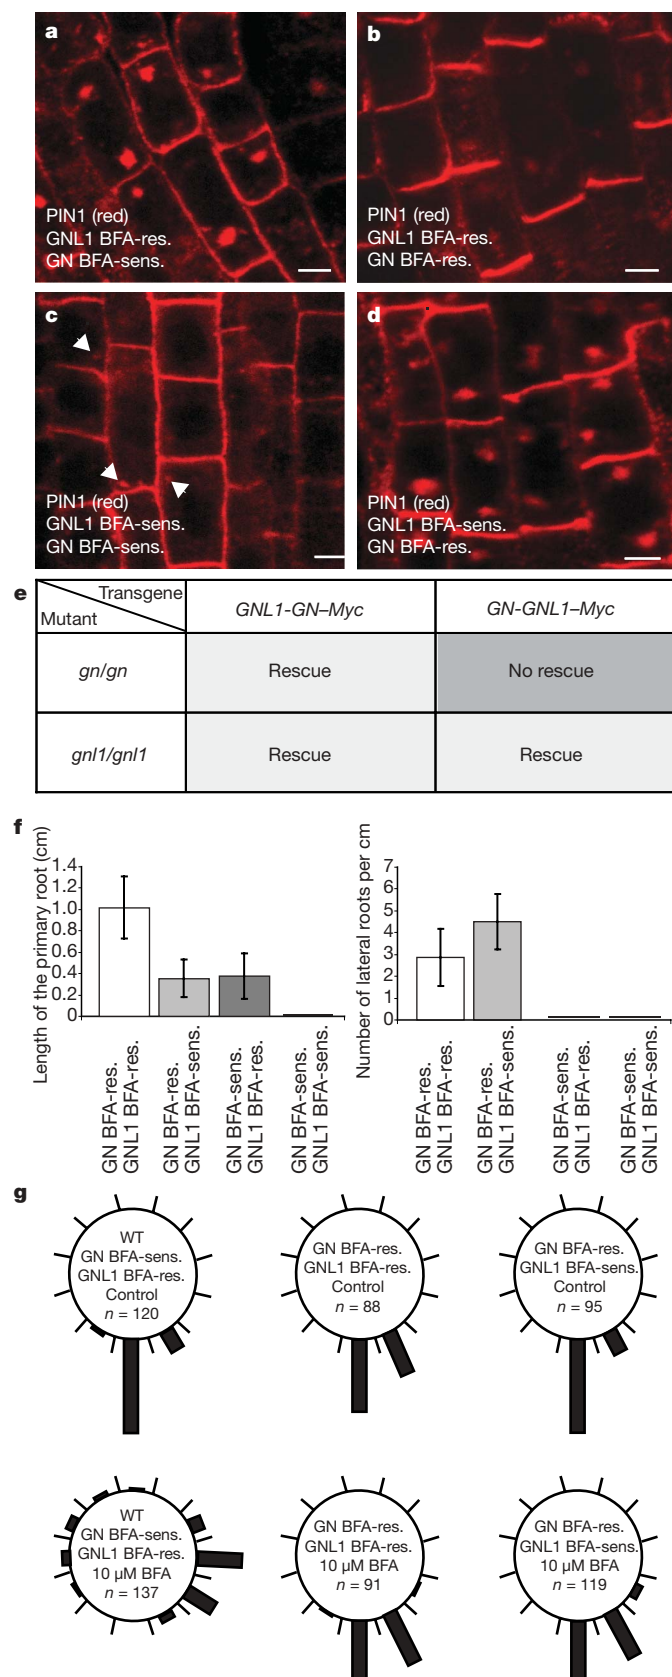 a
PIN1 (red)
GNL1 BFA-res.
GN BFA-sens.
b
PIN1 (red)
GNL1 BFA-res.
GN BFA-res.
c
PIN1 (red)
GNL1 BFA-sens.
GN BFA-sens.
d
PIN1 (red)
GNL1 BFA-sens.
GN BFA-res.
e
Transgene
Mutant
GNL1-GN–Myc
GN-GNL1–Myc
gn/gn
Rescue
No rescue
gnl1/gnl1
Rescue
Rescue
f
Length of the primary root (cm)
1.4
1.2
1.0
0.8
0.6
0.4
0.2
0
GN BFA-res.
GNL1 BFA-res.
GN BFA-res.
GNL1 BFA-sens.
GN BFA-sens.
GNL1 BFA-res.
GN BFA-sens.
GNL1 BFA-sens.
Number of lateral roots per cm
7
6
5
4
3
2
1
0
GN BFA-res.
GNL1 BFA-res.
GN BFA-res.
GNL1 BFA-sens.
GN BFA-sens.
GNL1 BFA-res.
GN BFA-sens.
GNL1 BFA-sens.
g
WT
GN BFA-sens.
GNL1 BFA-res.
Control
n = 120
GN BFA-res.
GNL1 BFA-res.
Control
n = 88
GN BFA-res.
GNL1 BFA-sens.
Control
n = 95
WT
GN BFA-sens.
GNL1 BFA-res.
10 µM BFA
n = 137
GN BFA-res.
GNL1 BFA-res.
10 µM BFA
n = 91
GN BFA-res.
GNL1 BFA-sens.
10 µM BFA
n = 119